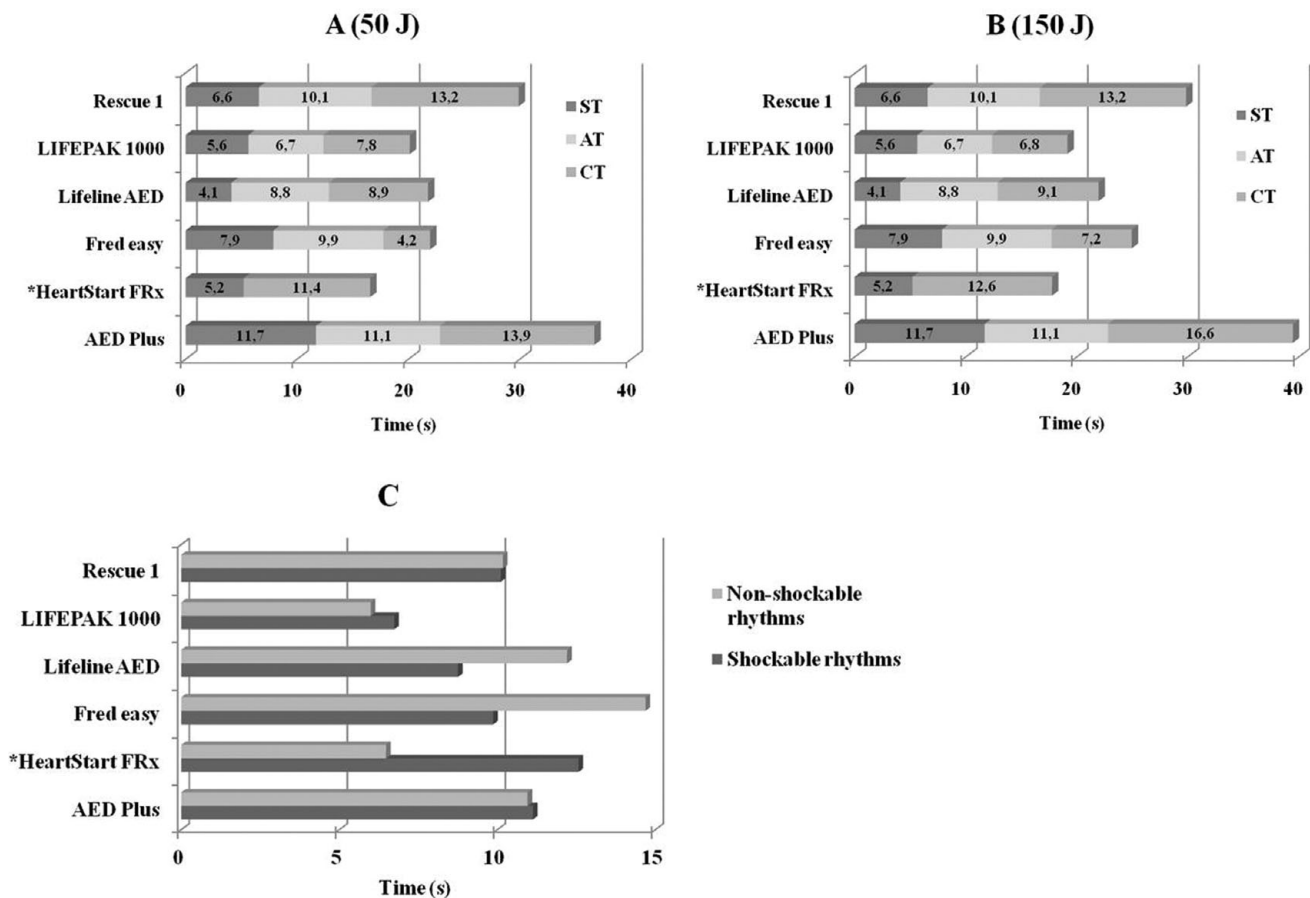 A (50 J)
Rescue 1
6,6 10,1 13,2
LIFEPAK 1000
5,6 6,7 7,8
Lifeline AED
4,1 8,8 8,9
Fred easy
7,9 9,9 4,2
*HeartStart FRx
5,2 11,4
AED Plus
11,7 11,1 13,9
ST
AT
CT
0 10 20 30 40
Time (s)
B (150 J)
Rescue 1
6,6 10,1 13,2
LIFEPAK 1000
5,6 6,7 6,8
Lifeline AED
4,1 8,8 9,1
Fred easy
7,9 9,9 7,2
*HeartStart FRx
5,2 12,6
AED Plus
11,7 11,1 16,6
ST
AT
CT
0 10 20 30 40
Time (s)
C
Rescue 1
LIFEPAK 1000
Lifeline AED
Fred easy
*HeartStart FRx
AED Plus
0 5 10 15
Time (s)
Non-shockable
rhythms
Shockable rhythms